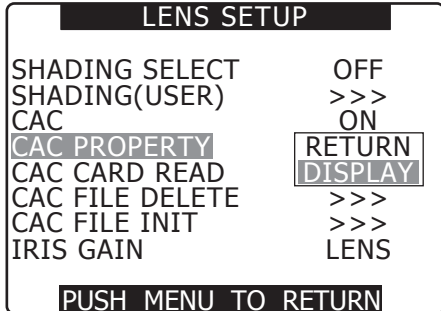 LENS SETUP
SHADING SELECT OFF
SHADING(USER) >>>
CAC ON
CAC PROPERTY RETURN
CAC CARD READ DISPLAY
CAC FILE DELETE >>>
CAC FILE INIT >>>
IRIS GAIN LENS
PUSH MENU TO RETURN